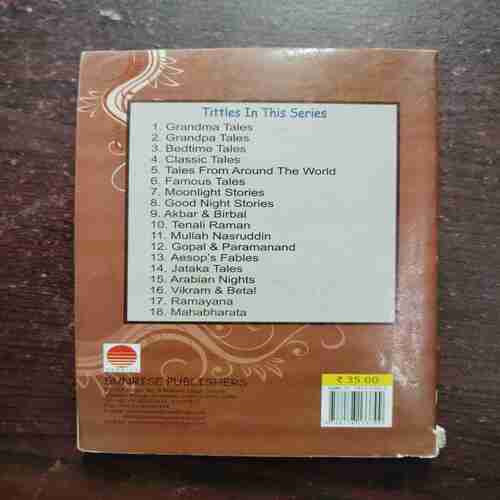 Tittles In This Series
1. Grandma Tales
2. Grandpa Tales
3. Bedtime Tales
4. Classic Tales
5. Tales From Around The World
6. Famous Tales
7. Moonlight Stories
8. Good Night Stories
9. Akbar & Birbal
10. Tenali Raman
11. Mullah Nasruddin
12. Gopal & Paramanand
13. Aesop's Fables
14. Jataka Tales
15. Arabian Nights
16. Vikram & Betal
17. Ramayana
18. Mahabharata
SUNRISE PUBLISHERS
₹ 35.00